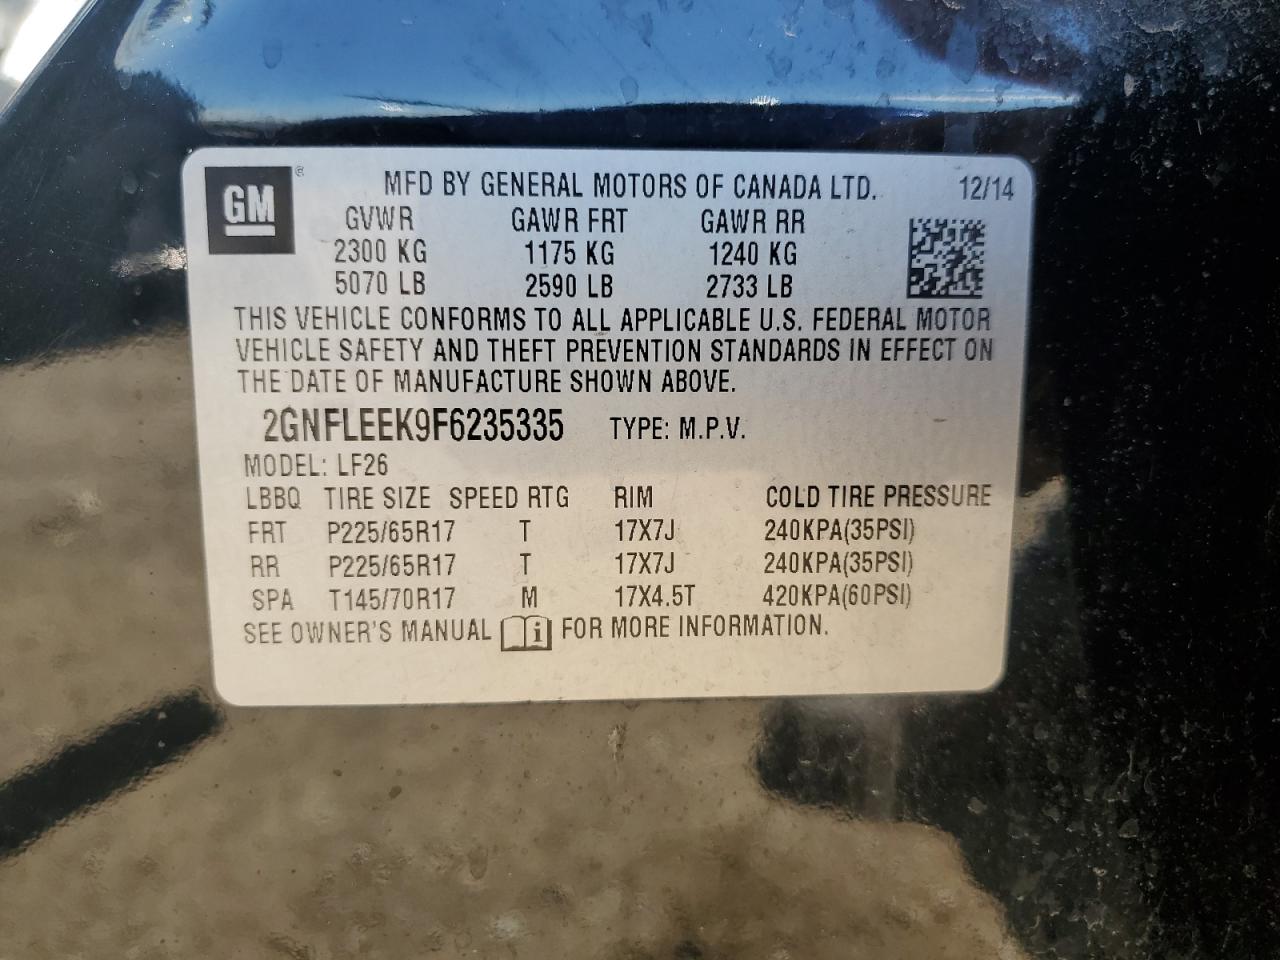 GM ® MFD BY GENERAL MOTORS OF CANADA LTD. 12/14
GVWR GAWR FRT GAWR RR
2300 KG 1175 KG 1240 KG
5070 LB 2590 LB 2733 LB
THIS VEHICLE CONFORMS TO ALL APPLICABLE U.S. FEDERAL MOTOR
VEHICLE SAFETY AND THEFT PREVENTION STANDARDS IN EFFECT ON
THE DATE OF MANUFACTURE SHOWN ABOVE.
2GNFLEEK9F6235335 TYPE: M.P.V.
MODEL: LF26
LBBQ TIRE SIZE SPEED RTG RIM COLD TIRE PRESSURE
FRT P225/65R17 T 17X7J 240KPA(35PSI)
RR P225/65R17 T 17X7J 240KPA(35PSI)
SPA T145/70R17 M 17X4.5T 420KPA(60PSI)
SEE OWNER'S MANUAL i FOR MORE INFORMATION.